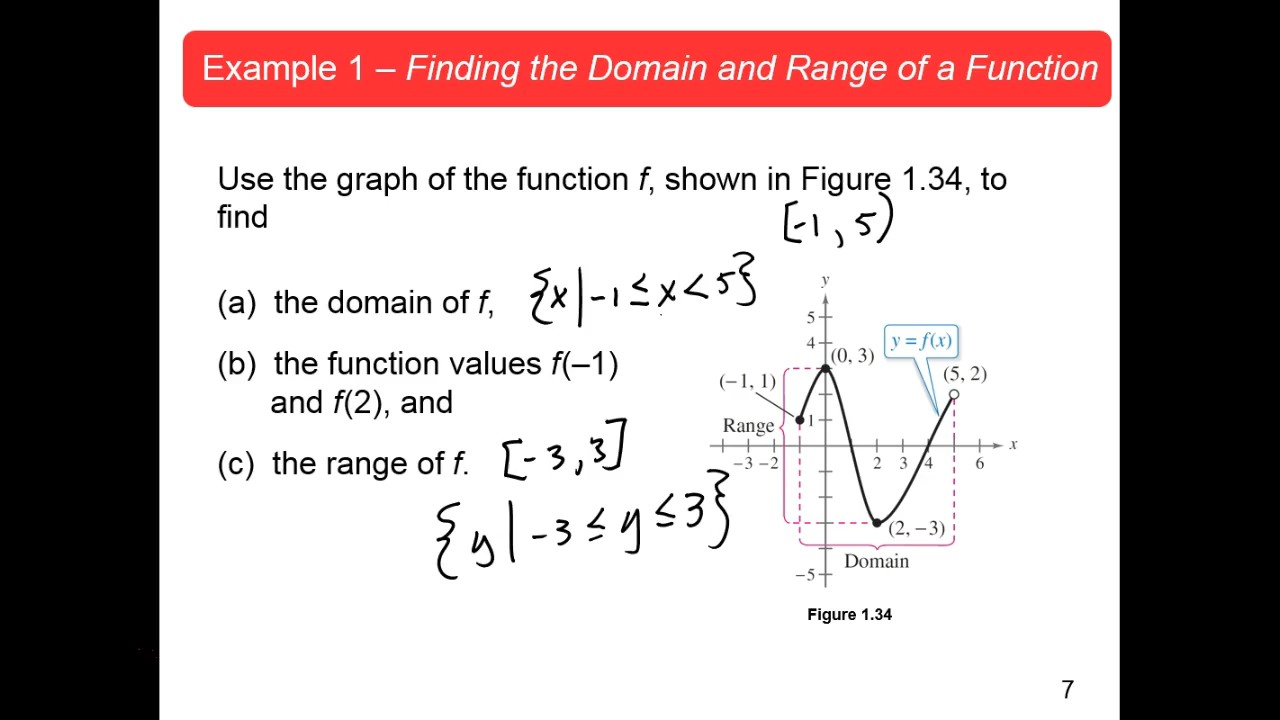 Example 1 – Finding the Domain and Range of a Function
Use the graph of the function f, shown in Figure 1.34, to
find
[-1, 5)
(a) the domain of f, {x|-1≤x<5}
(b) the function values f(–1)
and f(2), and
(c) the range of f. [-3,3]
{y|-3≤y≤3}
y
5
4
(0, 3)
y = f(x)
(5, 2)
(−1, 1)
1
Range
x
−3 −2 2 3 4 6
(2, −3)
Domain
−5
Figure 1.34
7